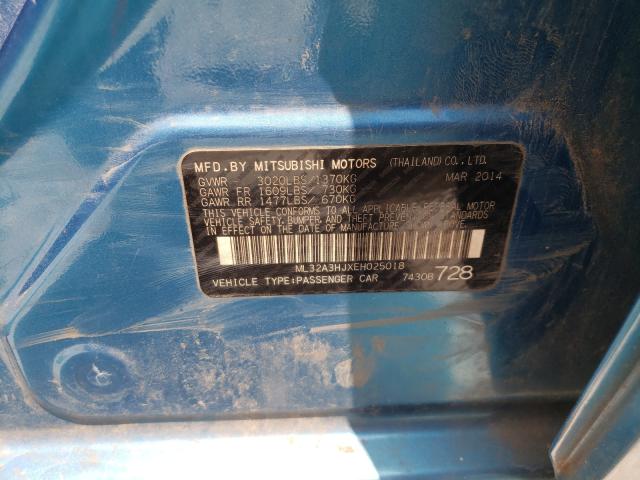 MFD. BY MITSUBISHI MOTORS (THAILAND) CO., LTD.
GVWR 3020LBS/1370KG MAR 2014
GAWR FR 1609LBS/730KG
GAWR RR 1477LBS/670KG
THIS VEHICLE CONFORMS TO ALL APPLICABLE FEDERAL MOTOR
VEHICLE SAFETY, BUMPER, AND THEFT PREVENTION STANDARDS
IN EFFECT ON THE DATE OF MANUFACTURE SHOWN ABOVE.
ML32A3HJXEH025018
VEHICLE TYPE:PASSENGER CAR 7430B 728